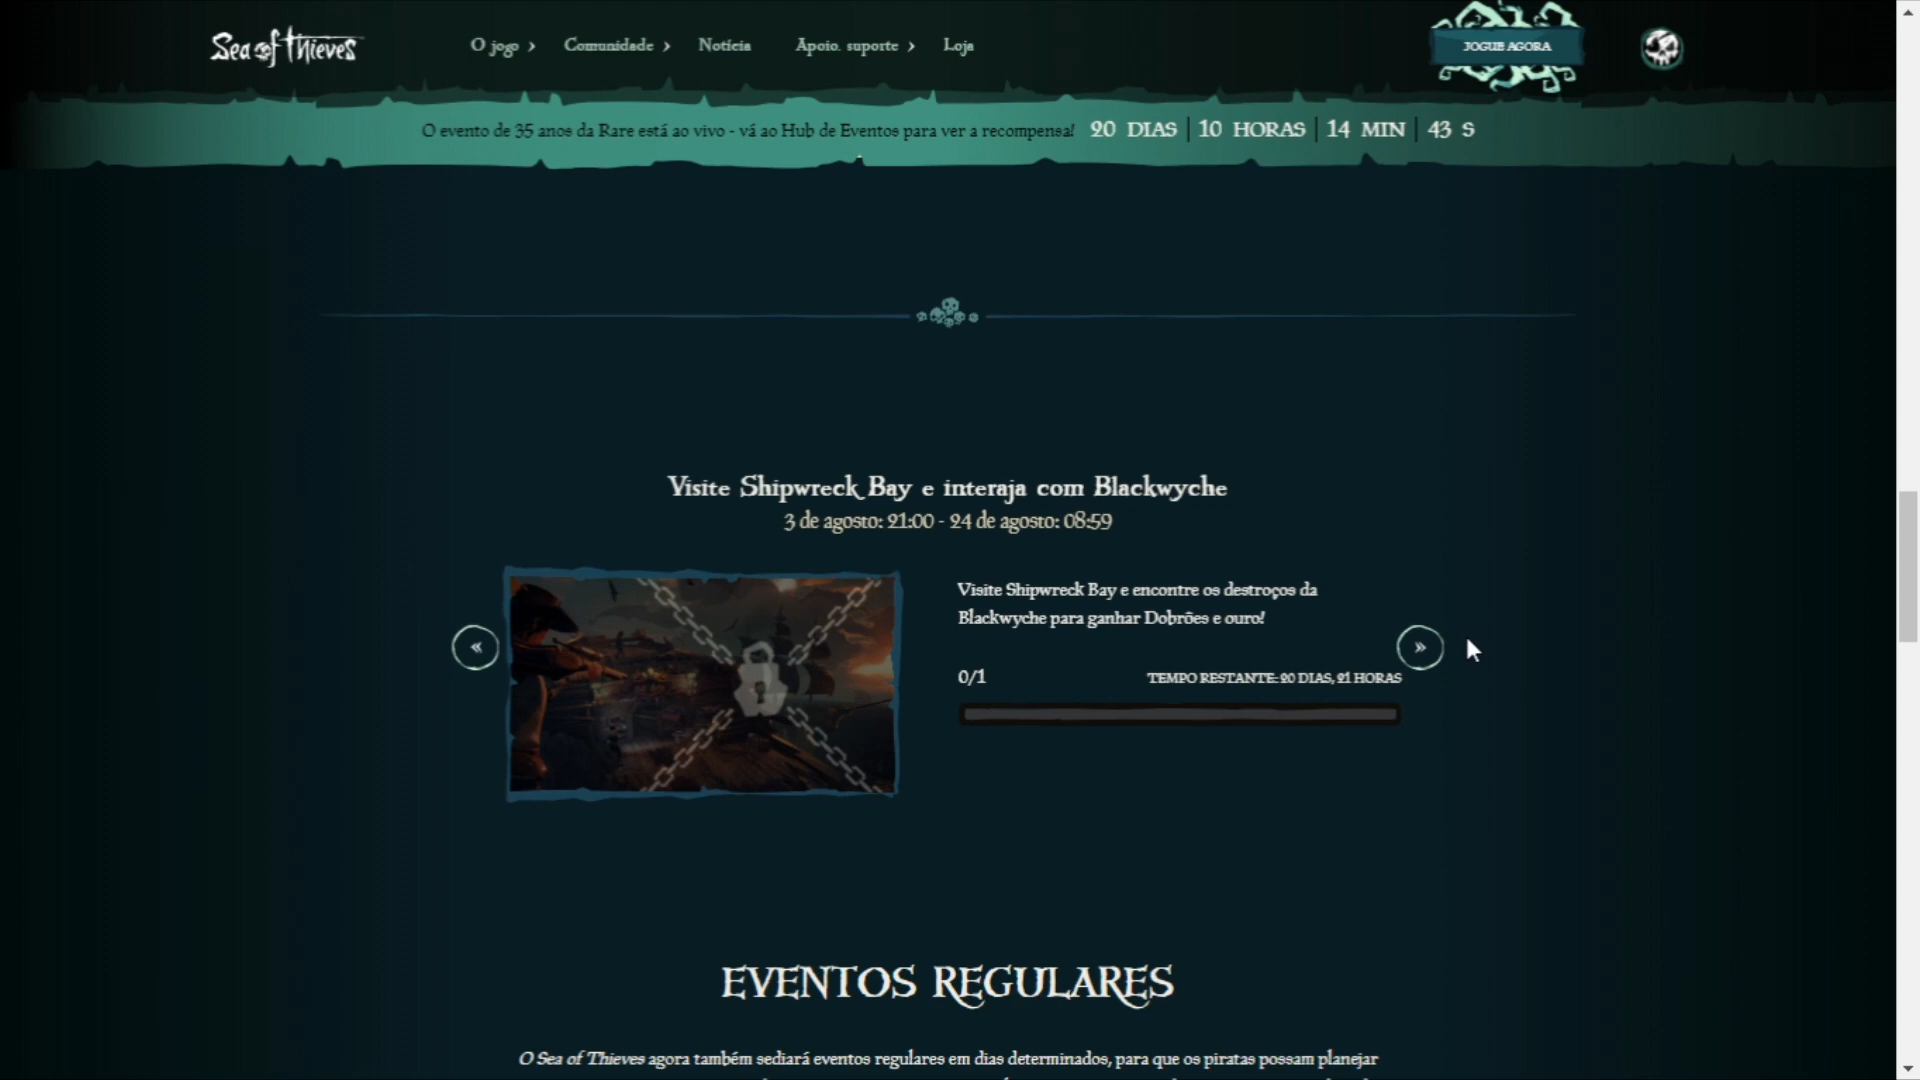 Sea of Thieves
O jogo
Comunidade
Notícia
Apoio. suporte
Loja
JOGUE AGORA
O evento de 35 anos da Rare está ao vivo - vá ao Hub de Eventos para ver a recompensa! 20 DIAS | 10 HORAS | 14 MIN | 43 S
Visite Shipwreck Bay e interaja com Blackwyche
3 de agosto: 21:00 - 24 de agosto: 08:59
Visite Shipwreck Bay e encontre os destroços da
Blackwyche para ganhar Dobrões e ouro!
0/1
TEMPO RESTANTE: 20 DIAS, 21 HORAS
EVENTOS REGULARES
O Sea of Thieves agora também sediará eventos regulares em dias determinados, para que os piratas possam planejar